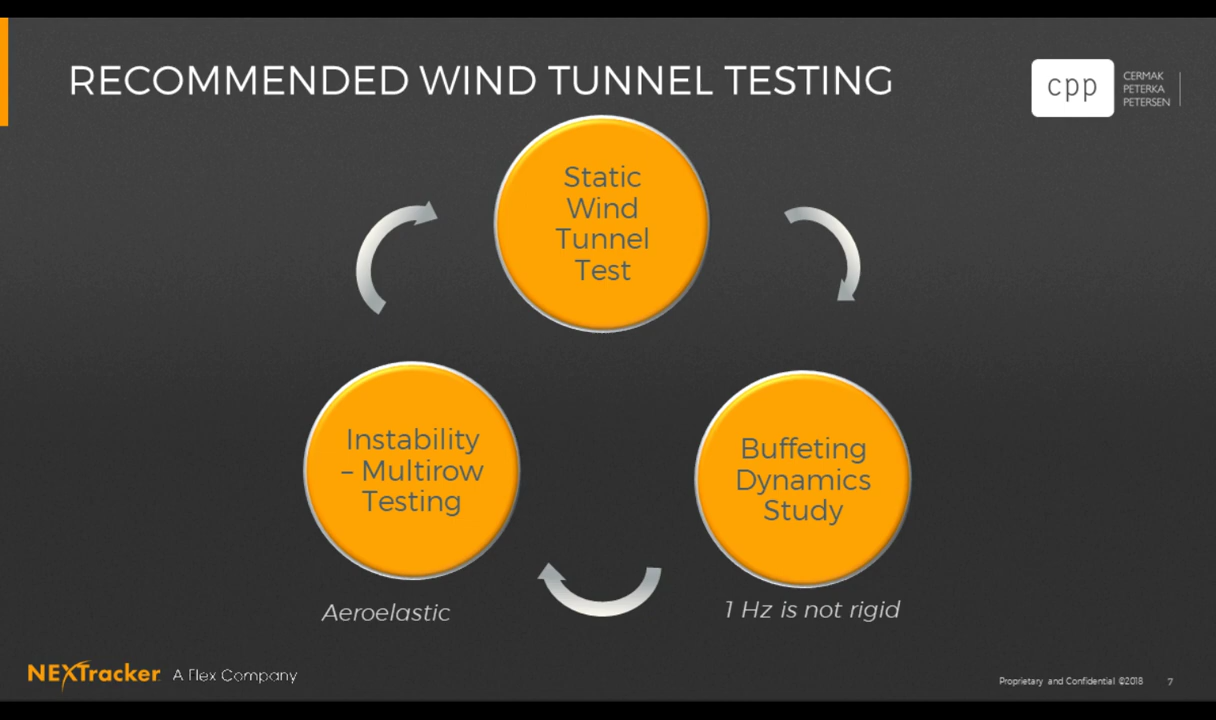 RECOMMENDED WIND TUNNEL TESTING
cpp
CERMAK
PETERKA
PETERSEN
Static
Wind
Tunnel
Test
Instability
– Multirow
Testing
Buffeting
Dynamics
Study
Aeroelastic
1 Hz is not rigid
NEXTracker A Flex Company
Proprietary and Confidential ©2018 7